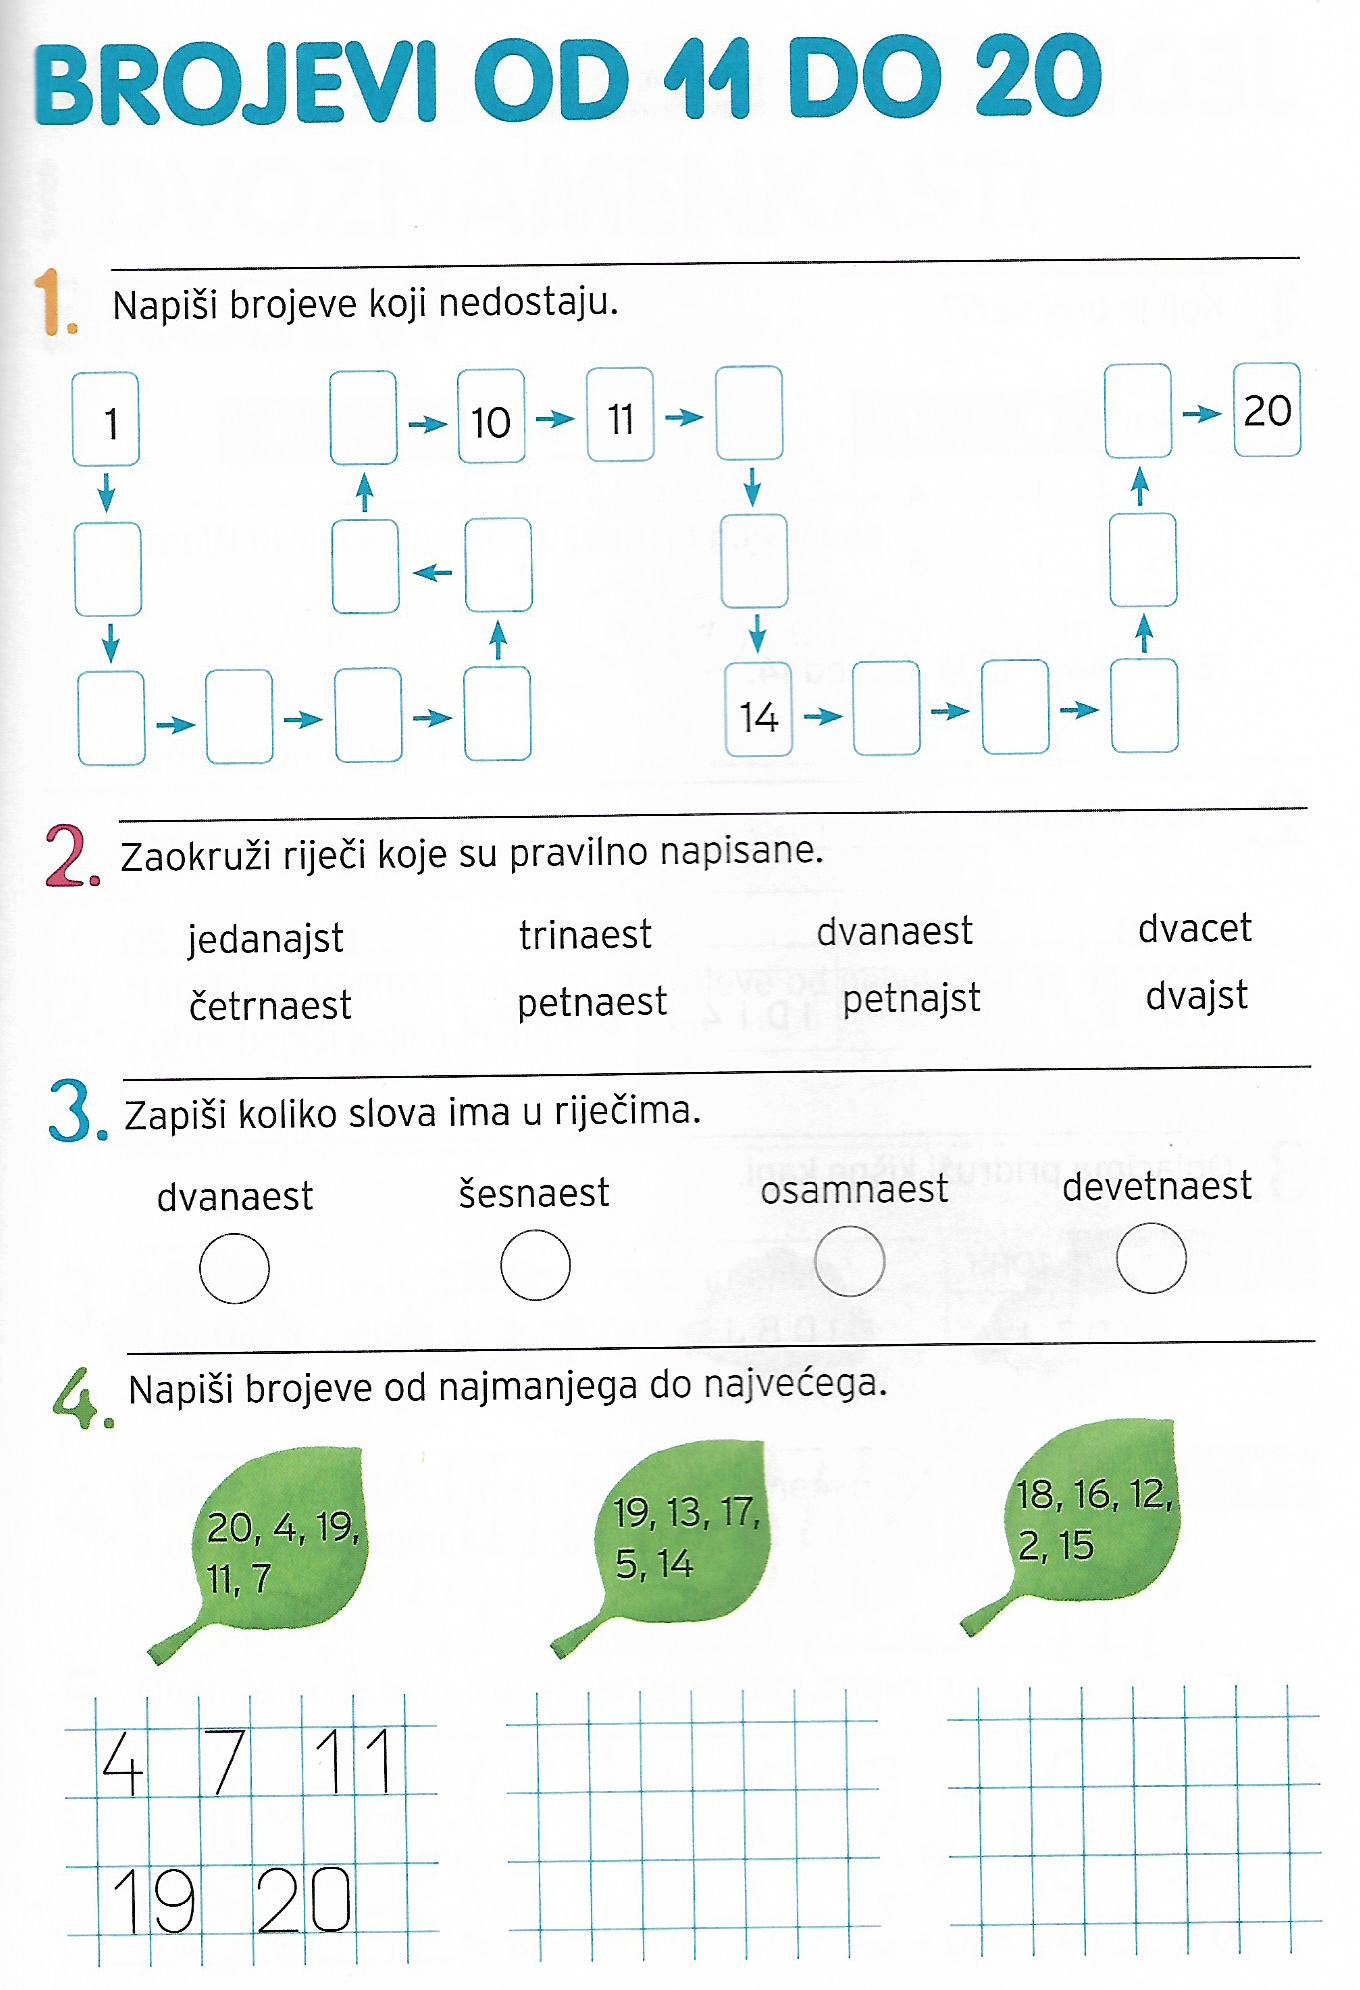 BROJEVI OD 11 DO 20
1. Napiši brojeve koji nedostaju.
1 10 11 20
14
2. Zaokruži riječi koje su pravilno napisane.
jedanajst trinaest dvanaest dvacet
četrnaest petnaest petnajst dvajst
3. Zapiši koliko slova ima u riječima.
dvanaest šesnaest osamnaest devetnaest
4. Napiši brojeve od najmanjega do najvećega.
20, 4, 19,
11, 7
19, 13, 17,
5, 14
18, 16, 12,
2, 15
4 7 11
19 20